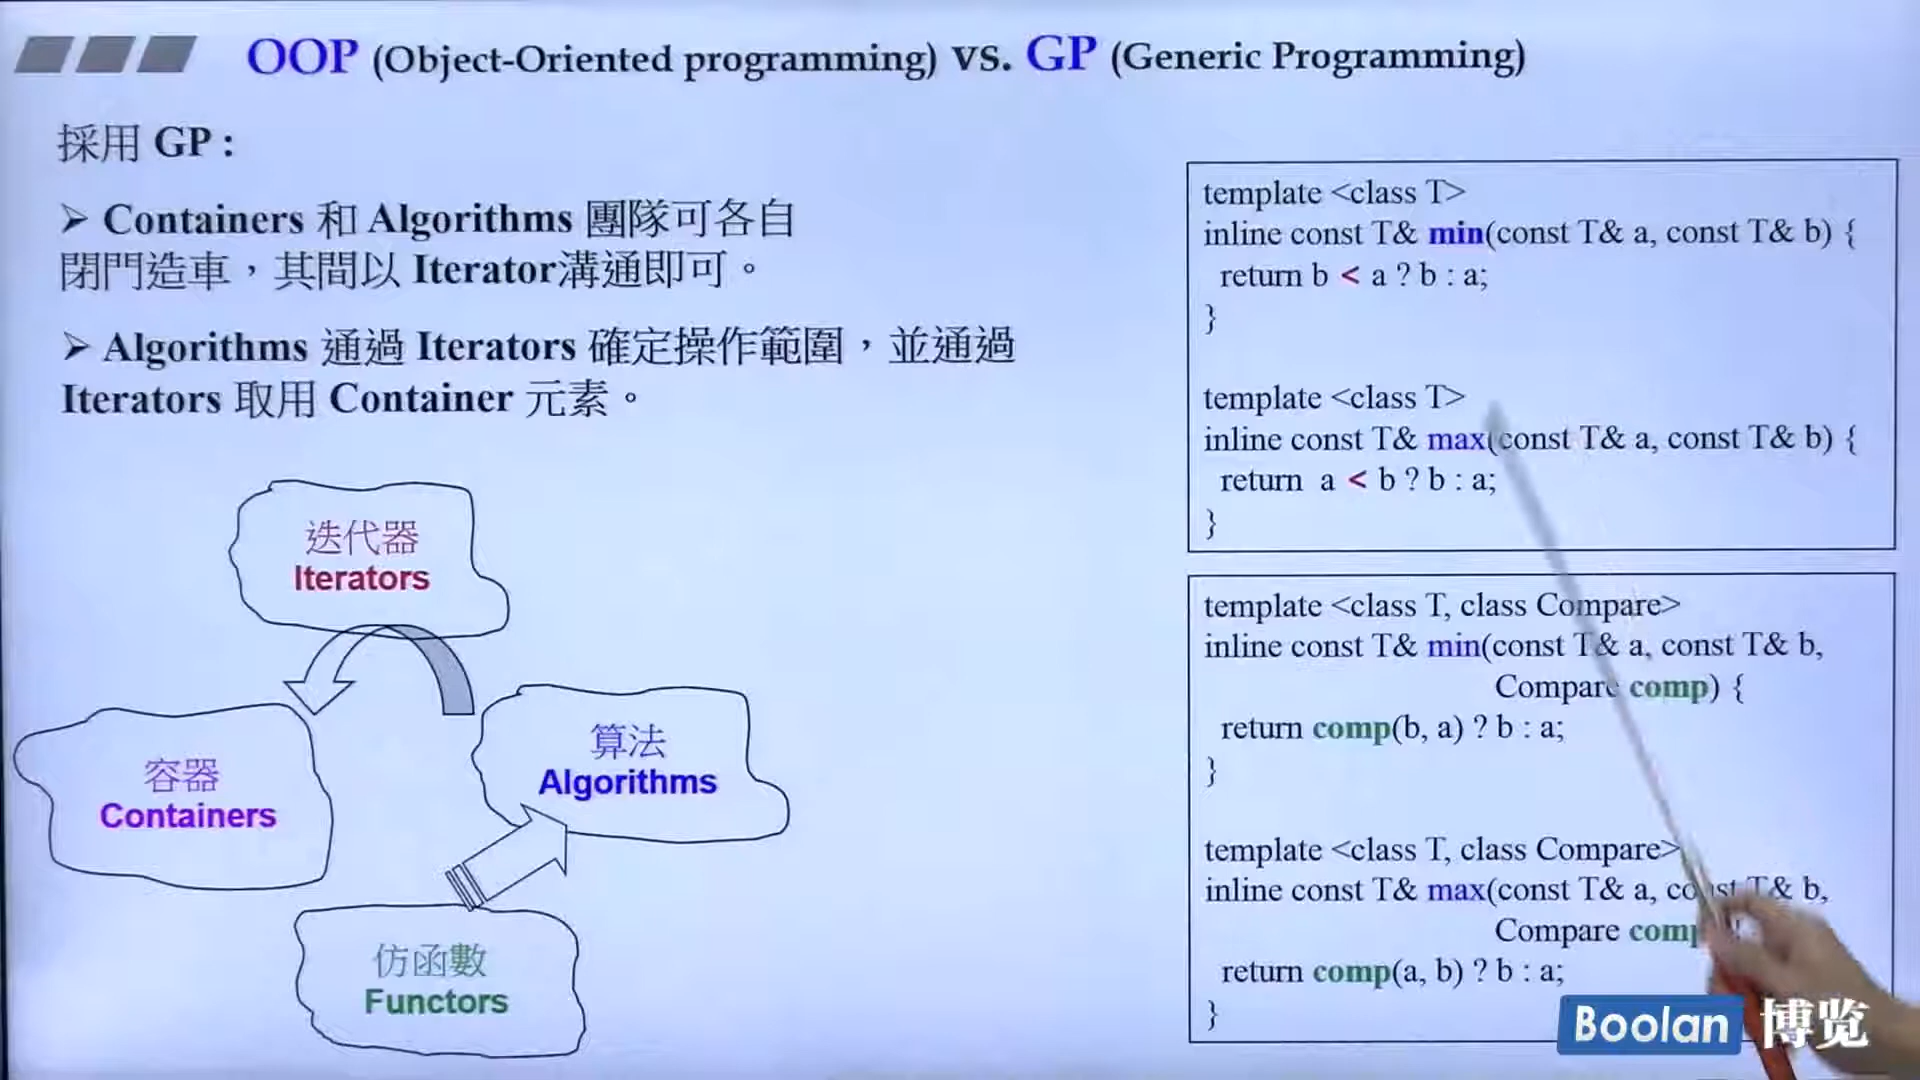 OOP (Object-Oriented programming) vs. GP (Generic Programming)
採用 GP :
➢ Containers 和 Algorithms 團隊可各自
閉門造車，其間以 Iterator溝通即可。
➢ Algorithms 通過 Iterators 確定操作範圍，並通過
Iterators 取用 Container 元素。
迭代器
Iterators
容器
Containers
算法
Algorithms
仿函數
Functors
template <class T>
inline const T& min(const T& a, const T& b) {
return b < a ? b : a;
}
template <class T>
inline const T& max(const T& a, const T& b) {
return a < b ? b : a;
}
template <class T, class Compare>
inline const T& min(const T& a, const T& b,
Compare comp) {
return comp(b, a) ? b : a;
}
template <class T, class Compare>
inline const T& max(const T& a, const T& b,
Compare comp
return comp(a, b) ? b : a;
}
Boolan 博览